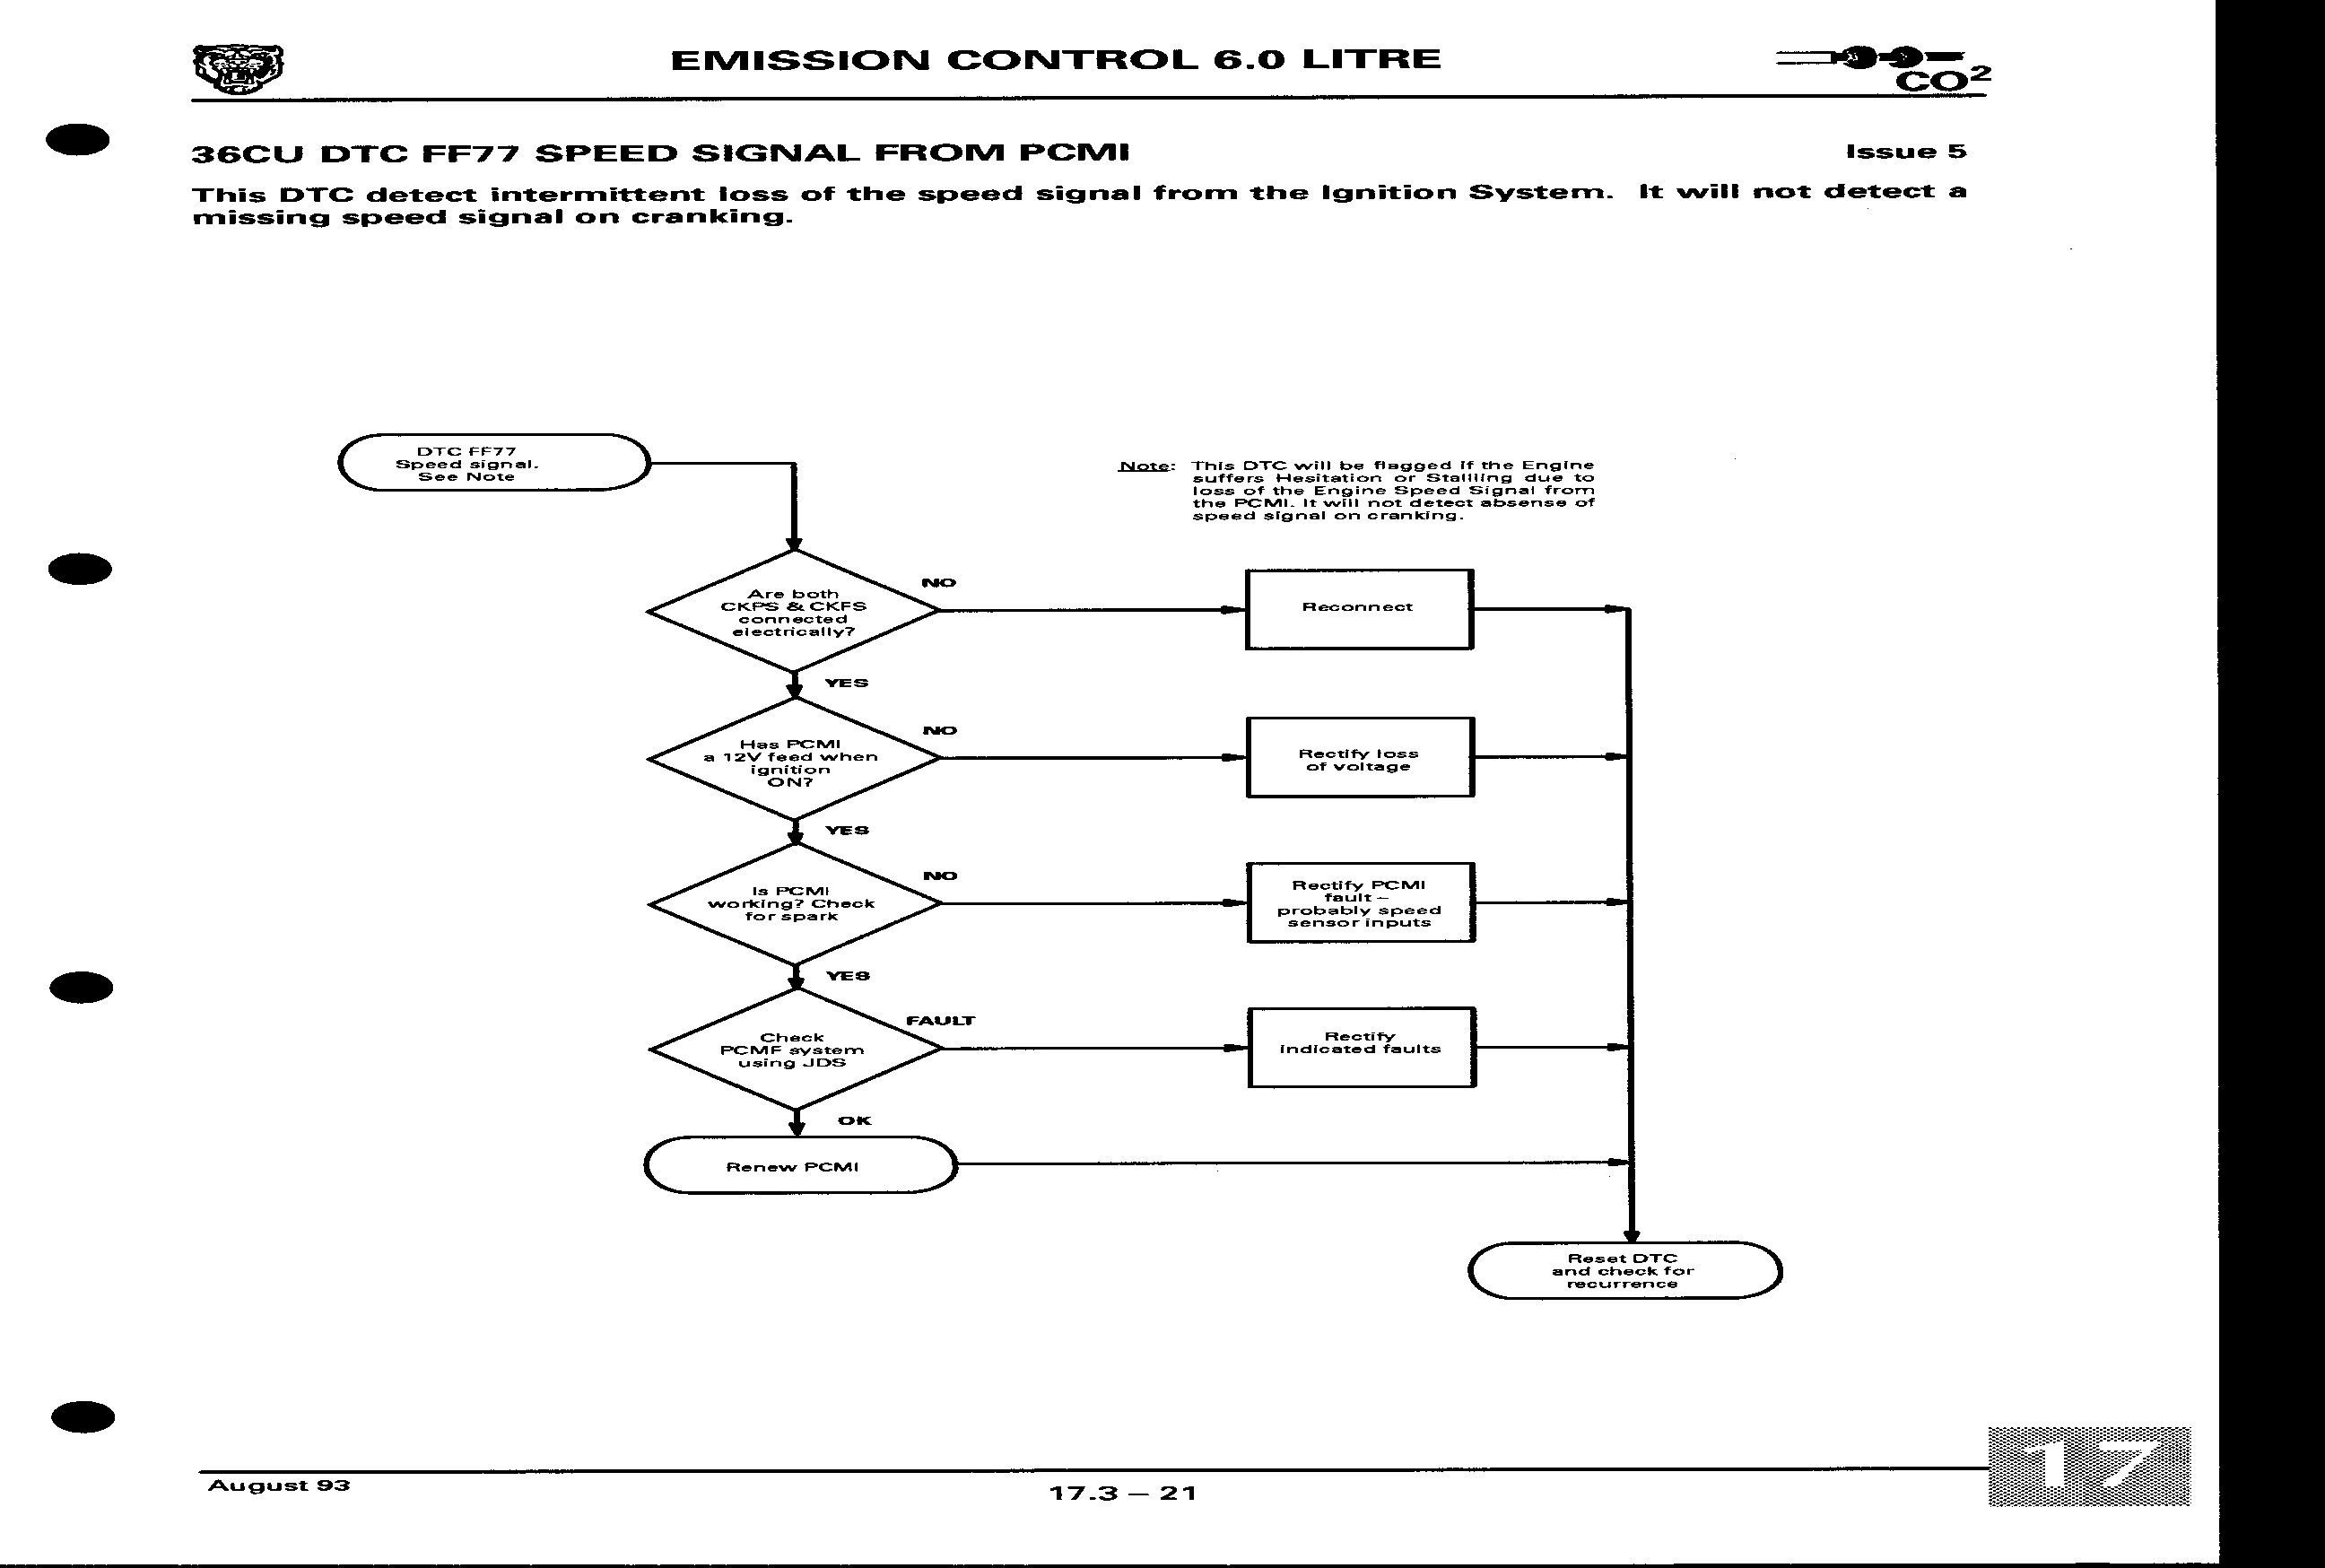 EMISSION CONTROL 6.0 LITRE
CO²
36CU DTC FF77 SPEED SIGNAL FROM PCMI
Issue 5
This DTC detect intermittent loss of the speed signal from the Ignition System. It will not detect a
missing speed signal on cranking.
DTC FF77
Speed signal.
See Note
Note: This DTC will be flagged if the Engine
suffers Hesitation or Stallling due to
loss of the Engine Speed Signal from
the PCMI. It will not detect absense of
speed signal on cranking.
Are both
CKPS & CKFS
connected
electrically?
NO
Reconnect
YES
Has PCMI
a 12V feed when
ignition
ON?
NO
Rectify loss
of voltage
YES
Is PCMI
working? Check
for spark
NO
Rectify PCMI
fault –
probably speed
sensor inputs
YES
Check
PCMF system
using JDS
FAULT
Rectify
indicated faults
OK
Renew PCMI
Reset DTC
and check for
recurrence
August 93
17.3 – 21
17